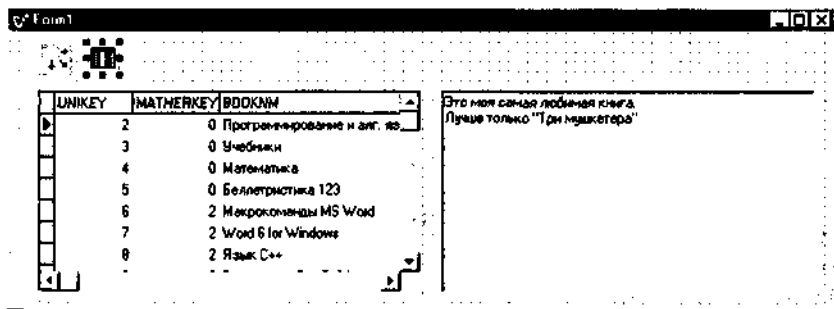 Form1
UNIKEY MATHERKEY BOOKNM
2 0 Программирование и алг. яз
3 0 Учебники
4 0 Математика
5 0 Беллетристика 123
6 2 Макрокоманды MS Word
7 2 Word 6 for Windows
8 2 Язык C++
Это моя самая любимая книга.
Лучше только "Три мушкетера"